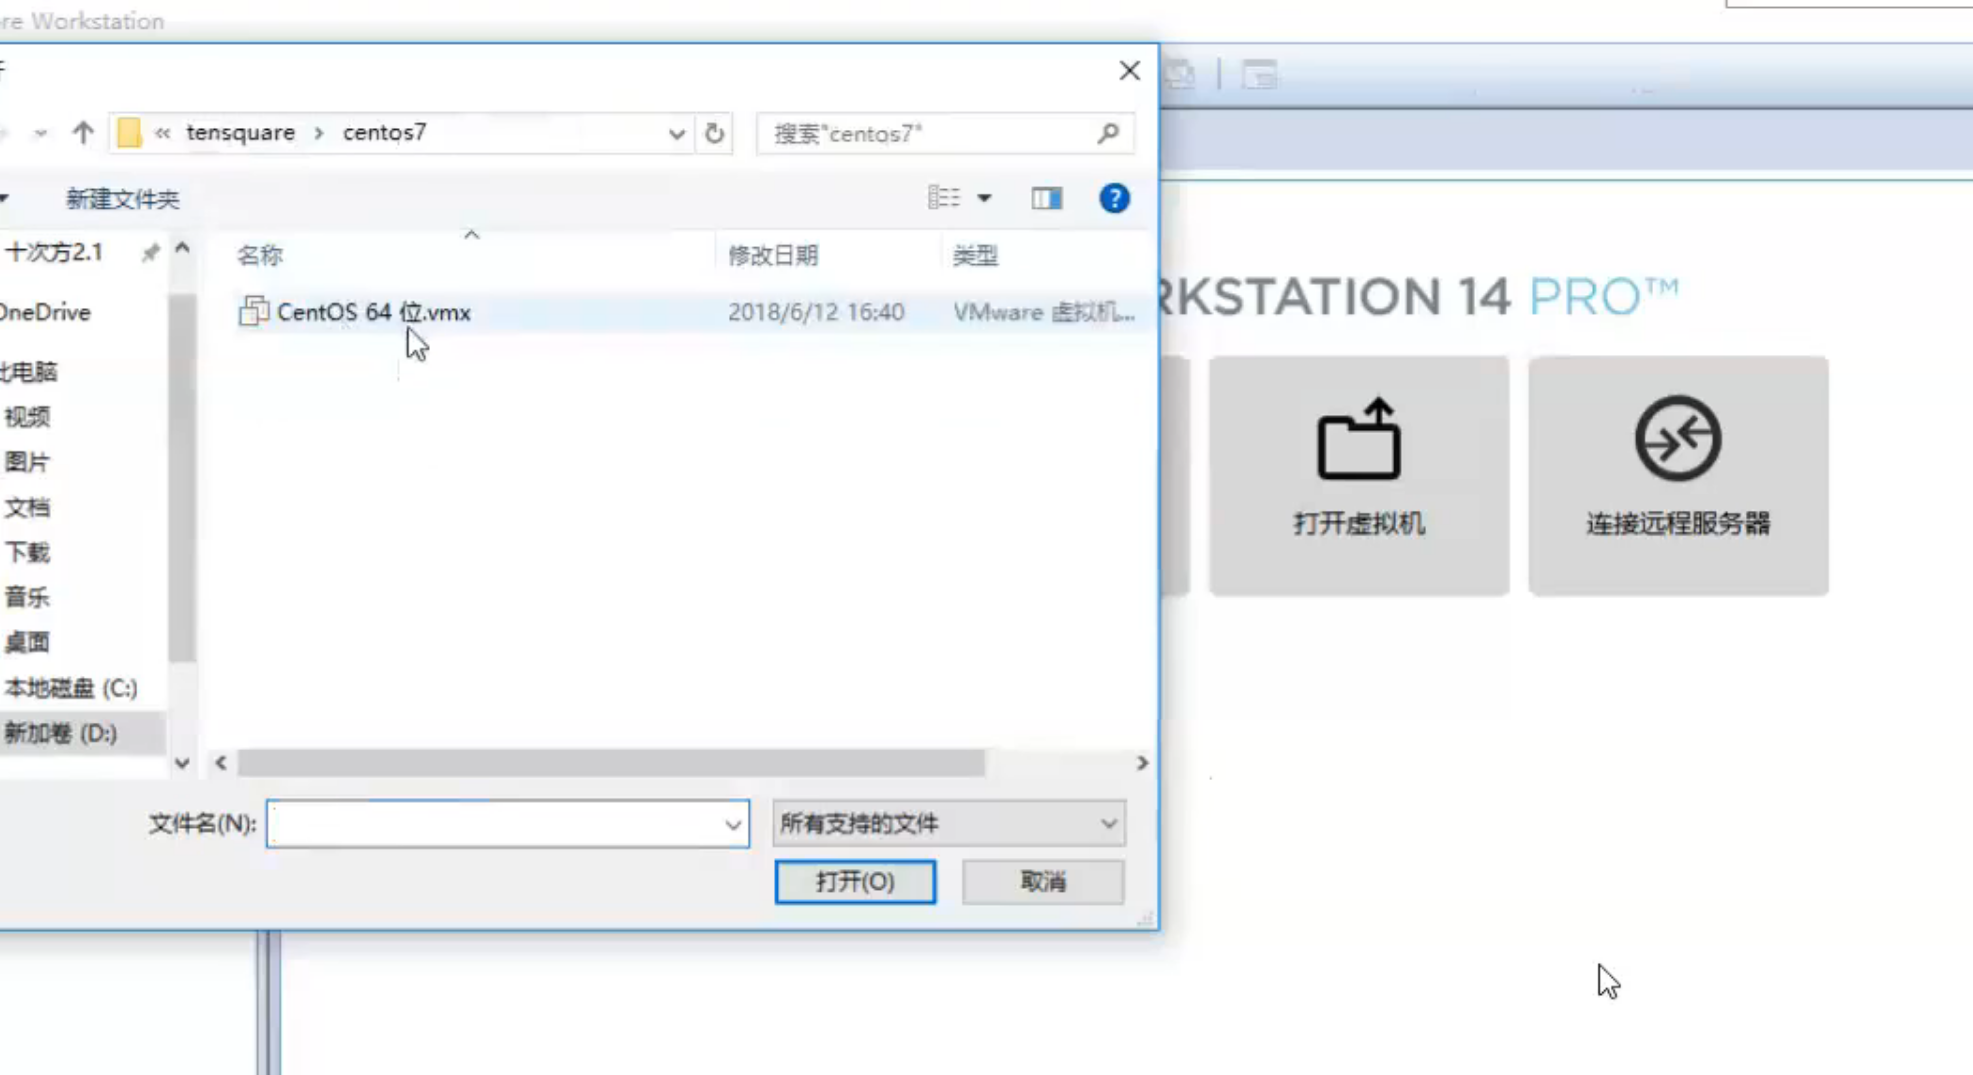 re Workstation
tensquare > centos7
搜索"centos7"
新建文件夹
十次方2.1
OneDrive
此电脑
视频
图片
文档
下载
音乐
桌面
本地磁盘 (C:)
新加卷 (D:)
名称
修改日期
类型
CentOS 64 位.vmx
2018/6/12 16:40
VMware 虚拟机...
文件名(N):
所有支持的文件
打开(O)
取消
RKSTATION 14 PRO™
打开虚拟机
连接远程服务器